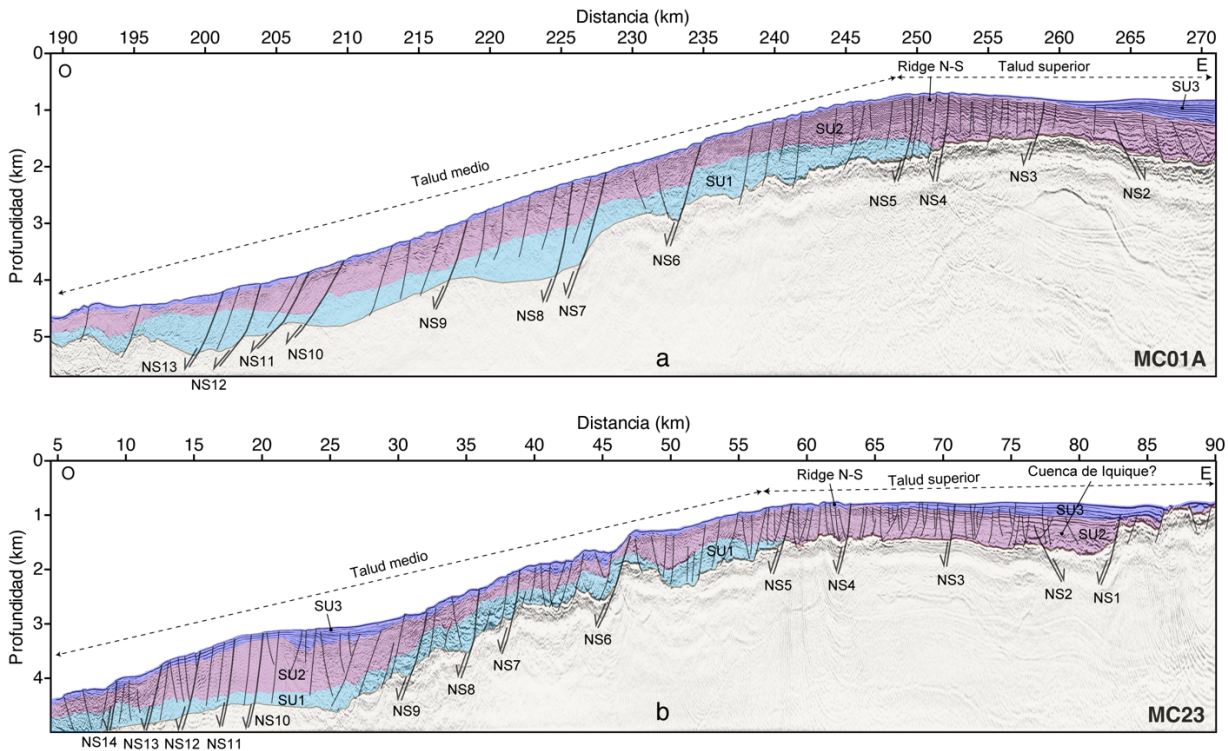 Distancia (km)
190 195 200 205 210 215 220 225 230 235 240 245 250 255 260 265 270
O
Ridge N-S
Talud superior
E
SU3
0
1
2
3
4
5
Profundidad (km)
Talud medio
SU2
SU1
NS5
NS4
NS3
NS2
NS6
NS7
NS8
NS9
NS10
NS11
NS13
NS12
a
MC01A
Distancia (km)
5 10 15 20 25 30 35 40 45 50 55 60 65 70 75 80 85 90
O
Ridge N-S
Talud superior
Cuenca de Iquique?
E
0
1
2
3
4
Profundidad (km)
Talud medio
SU3
SU3
SU2
SU1
SU2
SU1
NS5
NS4
NS3
NS2
NS1
NS6
NS7
NS8
NS9
NS10
NS14
NS13
NS12
NS11
b
MC23